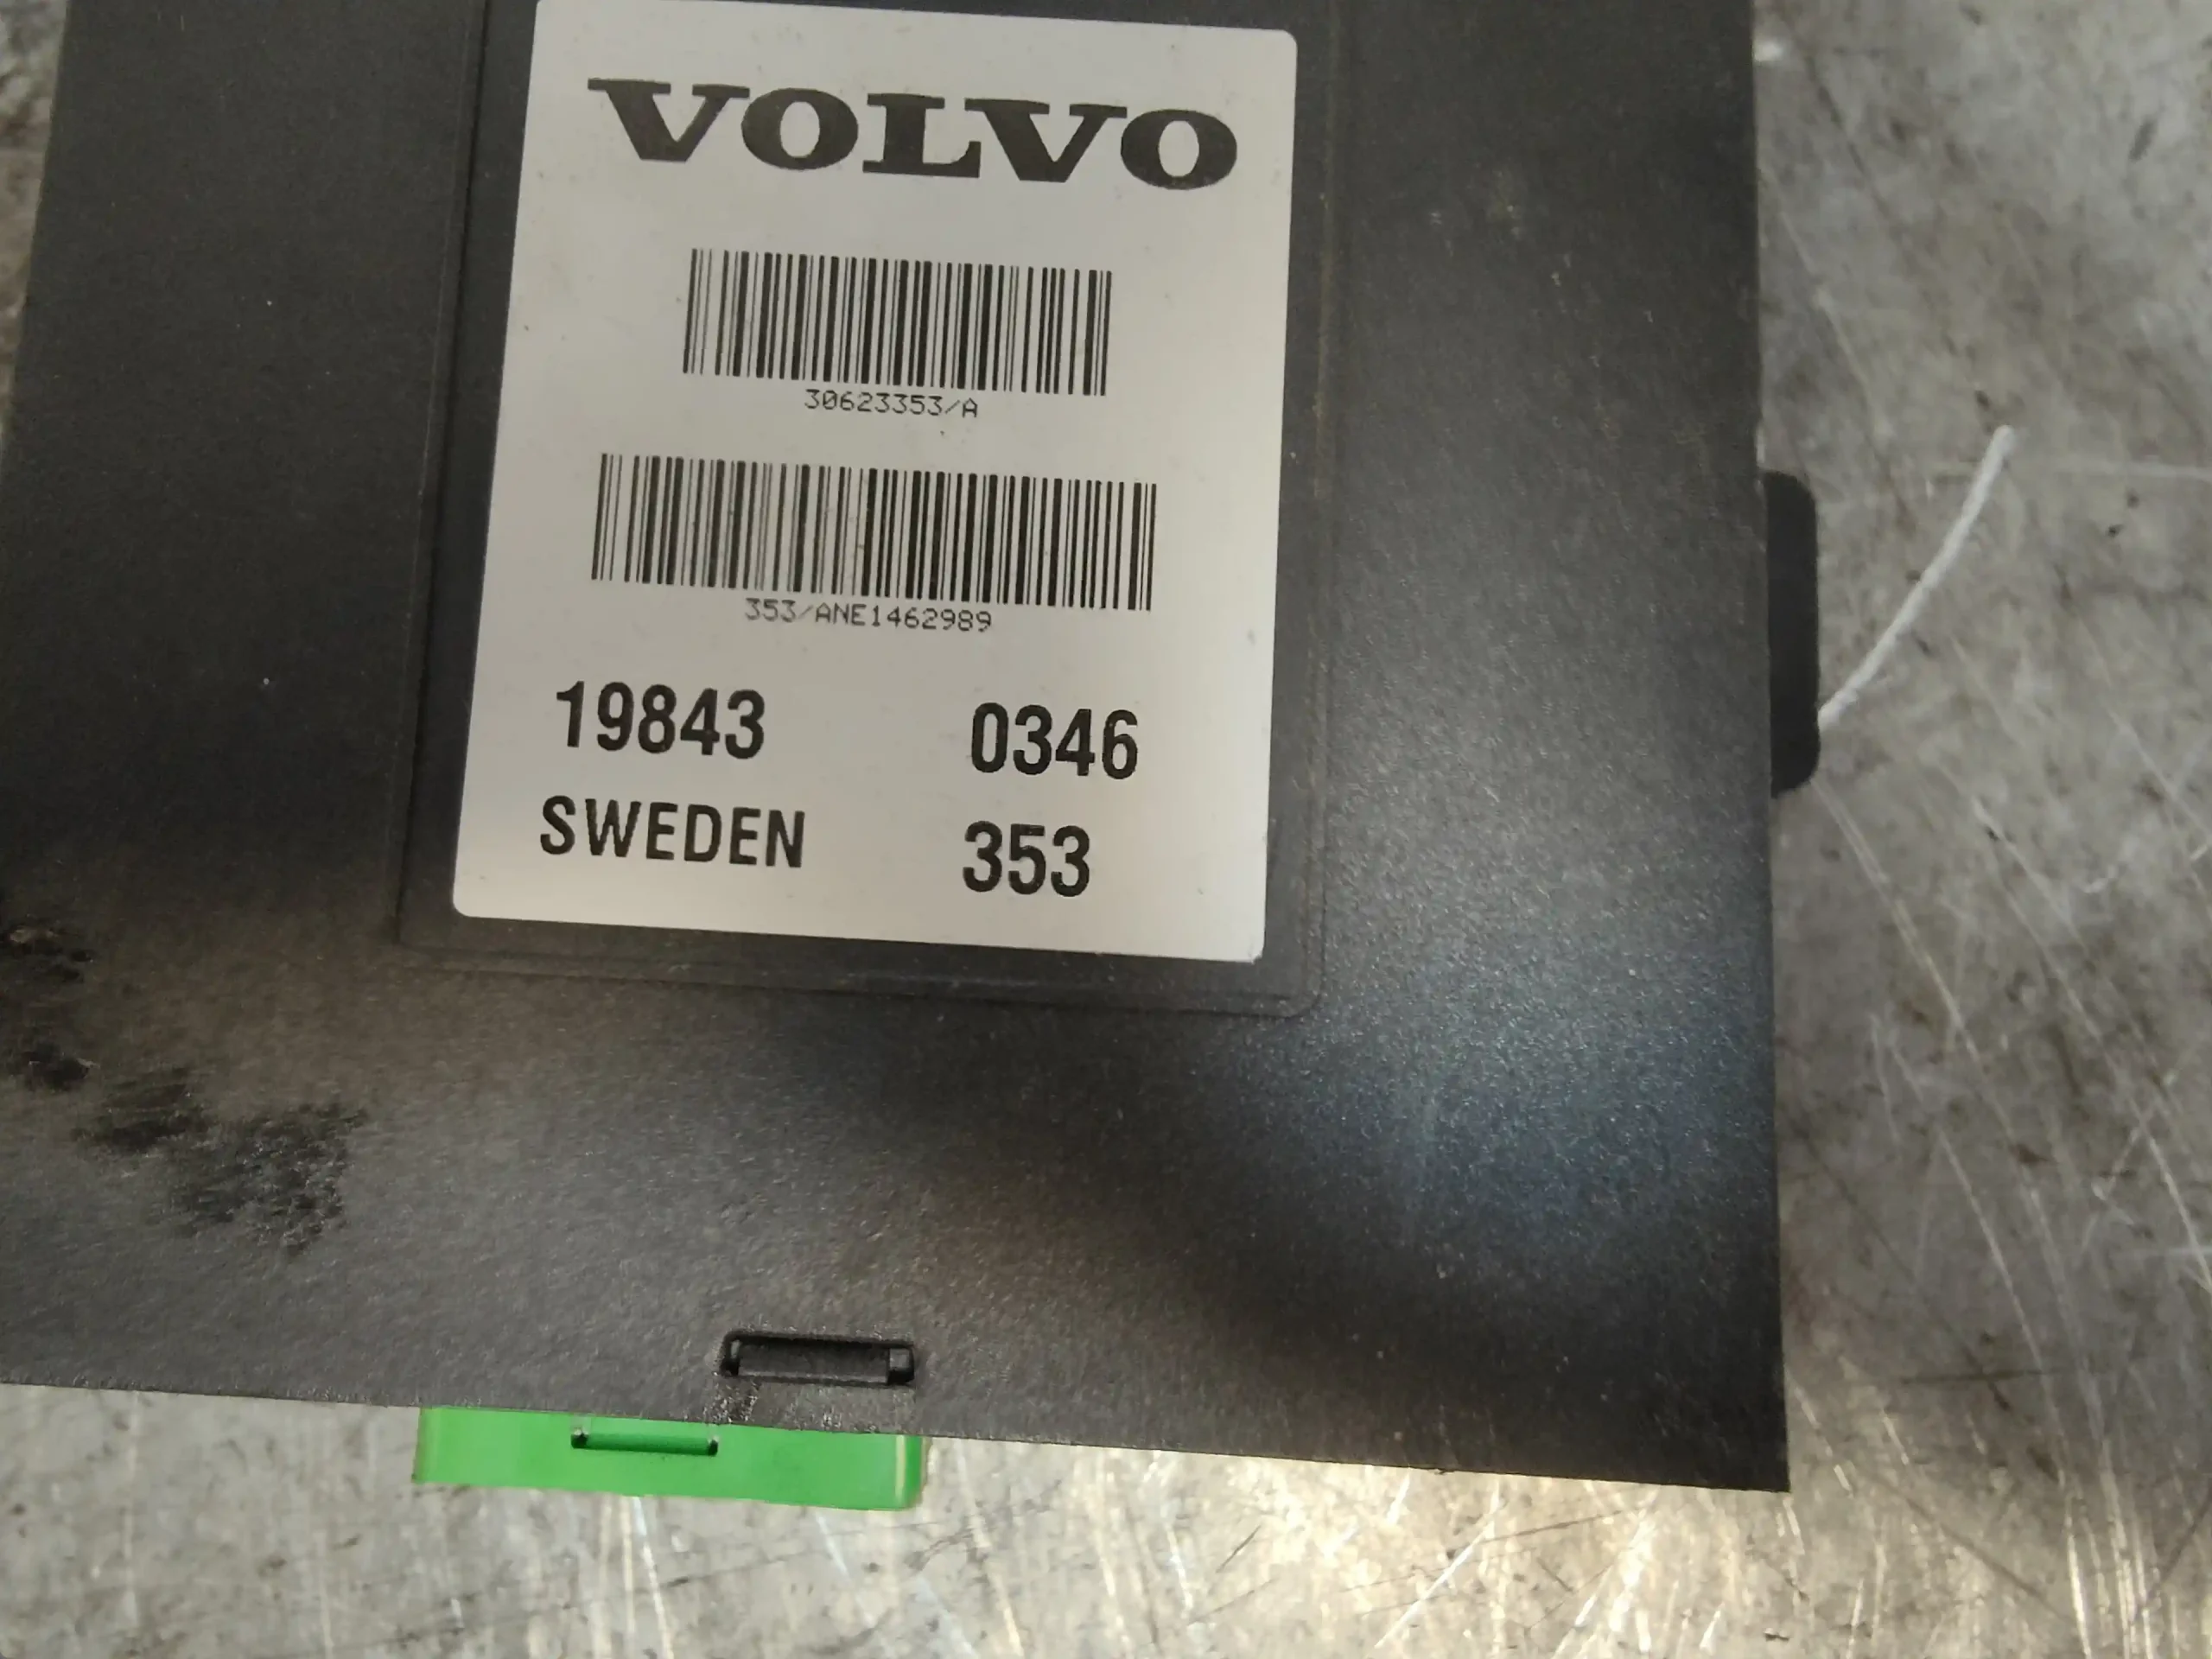 VOLVO
30623353/A
353/ANE1462989
19843 0346
SWEDEN 353